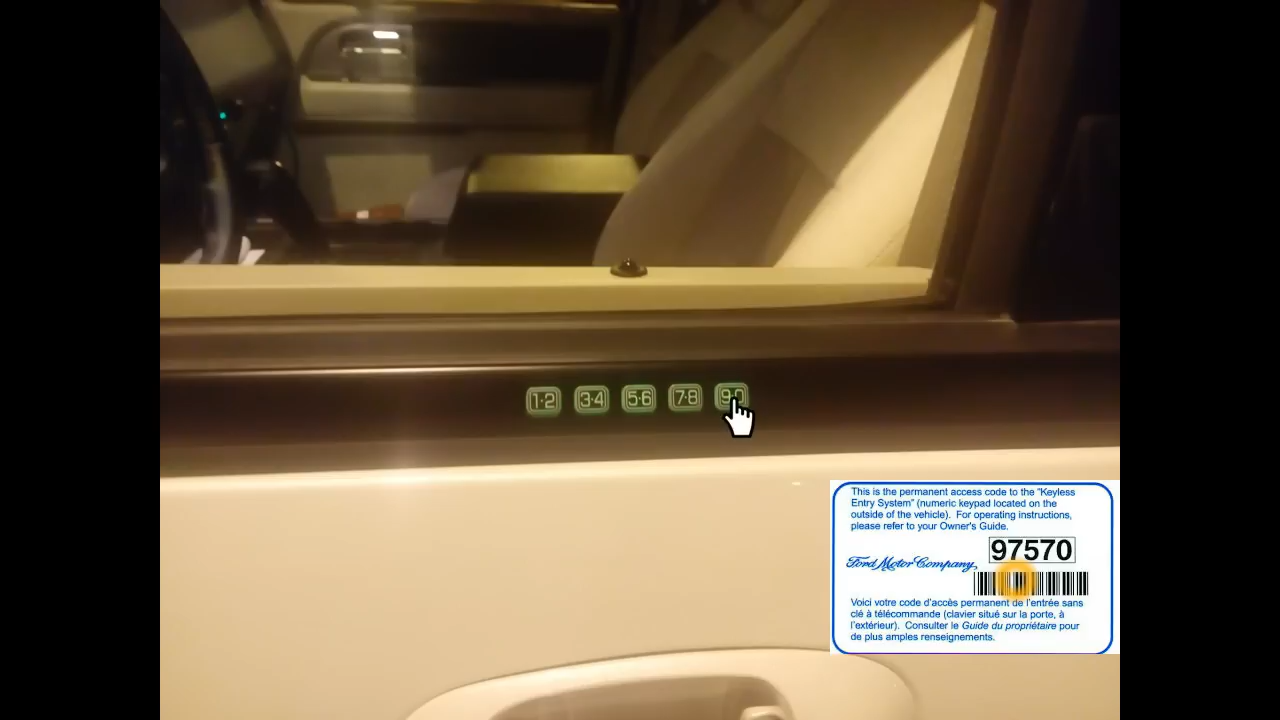 1·2 3·4 5·6 7·8 9·0
This is the permanent access code to the "Keyless
Entry System" (numeric keypad located on the
outside of the vehicle). For operating instructions,
please refer to your Owner's Guide.
97570
Ford Motor Company,
Voici votre code d'accès permanent de l'entrée sans
clé à télécommande (clavier situé sur la porte, à
l'extérieur). Consulter le Guide du propriétaire pour
de plus amples renseignements.